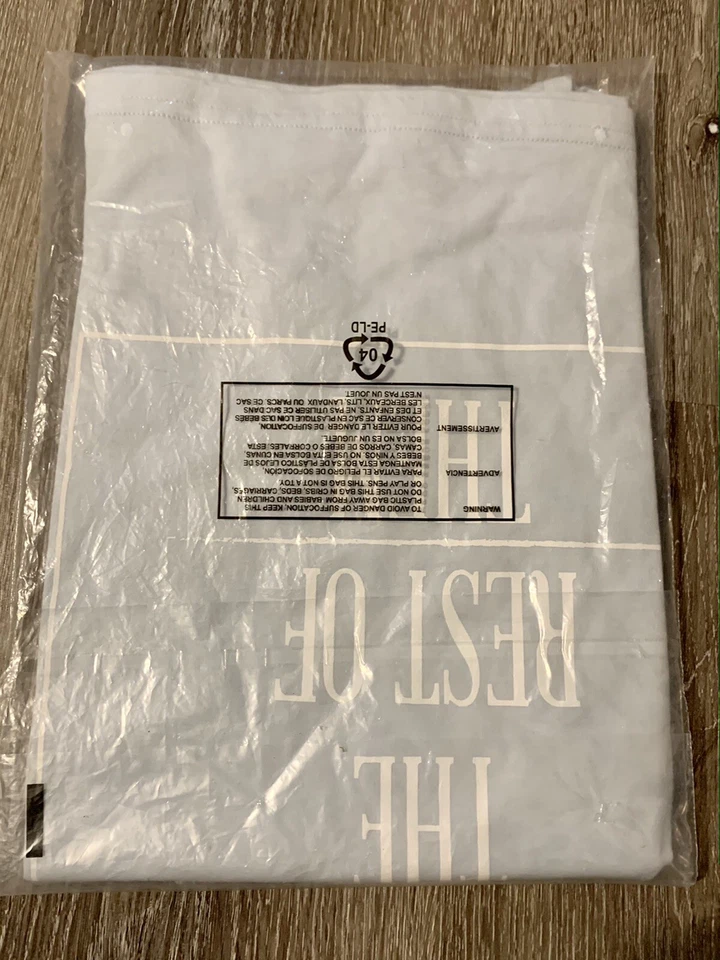 THE
REST OF
TH
WARNING TO AVOID DANGER OF SUFFOCATION, KEEP THIS
PLASTIC BAG AWAY FROM BABIES AND CHILDREN
DO NOT USE THIS BAG IN CRIBS, BEDS, CARRIAGES,
OR PLAY PENS. THIS BAG IS NOT A TOY
ADVERTENCIA PARA EVITAR EL PELIGRO DE SOFOCACIÓN,
MANTENGA ESTA BOLSA DE PLASTICO DE LEJOS DE
BEBES Y NIÑOS. NO USE ESTA BOLSA EN CUNAS,
CAMAS, CARROS DE BEBES O CORRALES. ESTA
BOLSA NO ES UN JUGUETE.
AVERTISSEMENT POUR EVITER LE DANGER DE SUFFOCATION.
CONSERVER CE SAC EN PLASTIQUE LOIN DES BEBES
ET DES ENFANTS. NE PAS UTILISER CE SAC DANS
LES BERCEAUX, LITS, LANDAUX OU PARCS. CE SAC
N'EST PAS UN JOUET.
04
PE-LD